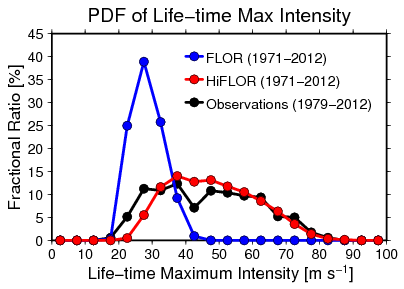 PDF of Life−time Max Intensity
Fractional Ratio [%]
45
40
35
30
25
20
15
10
5
0
FLOR (1971−2012)
HiFLOR (1971−2012)
Observations (1979−2012)
0 10 20 30 40 50 60 70 80 90 100
Life−time Maximum Intensity [m s⁻¹]